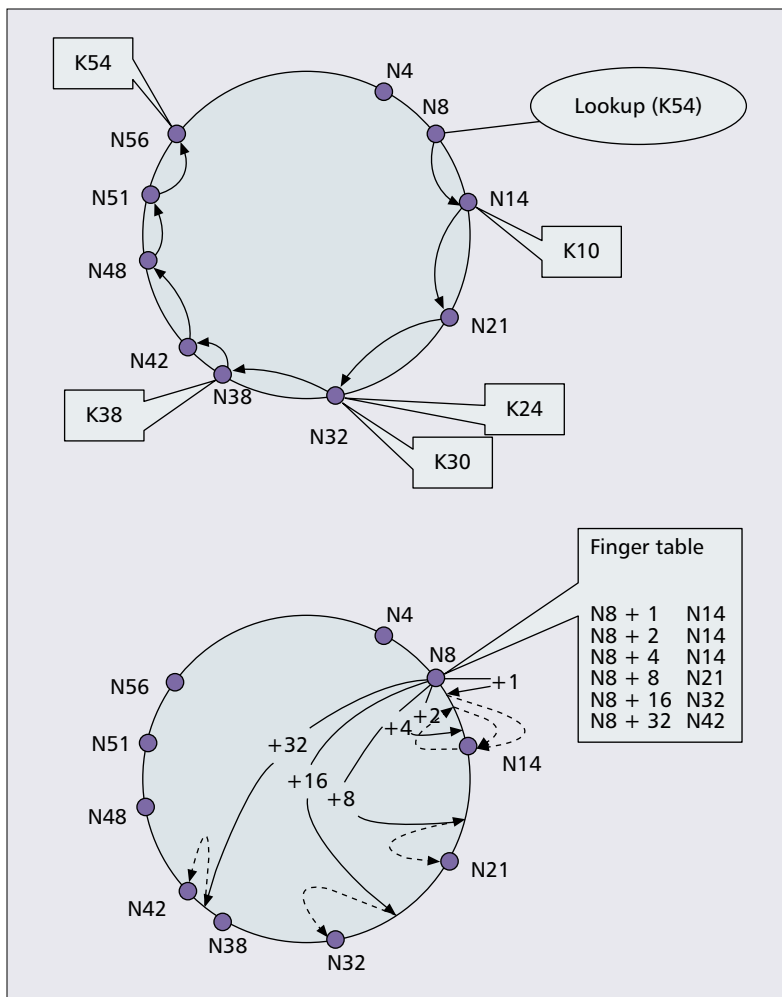 K54
N4
N8
Lookup (K54)
N56
N51
N14
K10
N48
N21
N42
N38
K38
K24
N32
K30
Finger table
N8 + 1 N14
N8 + 2 N14
N8 + 4 N14
N8 + 8 N21
N8 + 16 N32
N8 + 32 N42
N4
N8
N56
+1
+2
+4
N51
+32
N14
+16
+8
N48
N21
N42
N38
N32